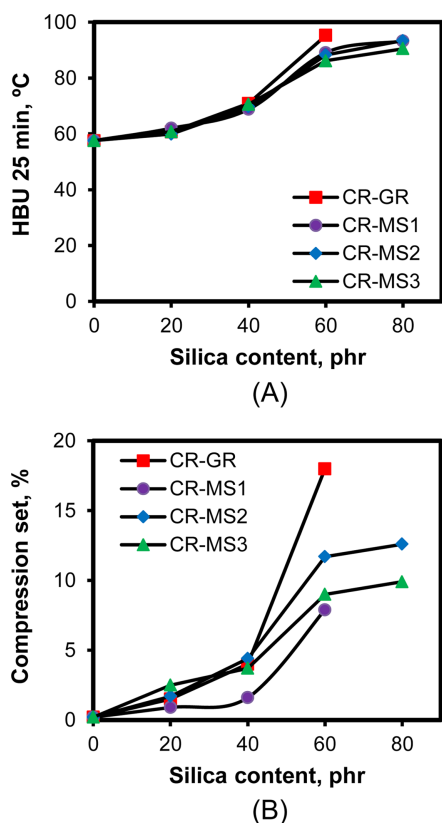 100
80
60
40
20
0
HBU 25 min, ºC
CR-GR
CR-MS1
CR-MS2
CR-MS3
0 20 40 60 80
Silica content, phr
(A)
20
15
10
5
0
Compression set, %
CR-GR
CR-MS1
CR-MS2
CR-MS3
0 20 40 60 80
Silica content, phr
(B)